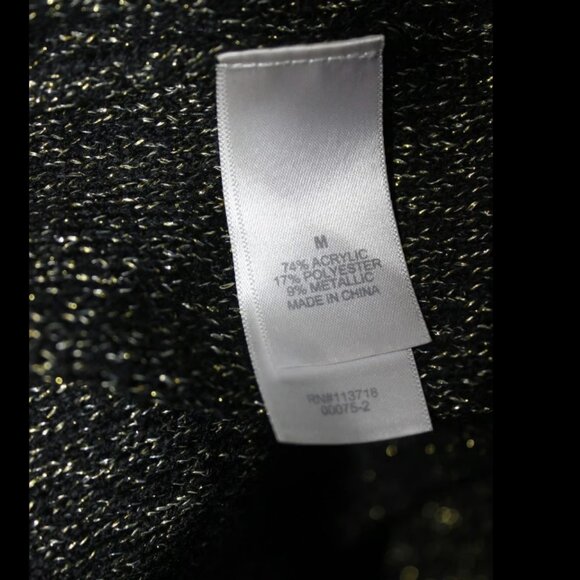 M
74% ACRYLIC
17% POLYESTER
9% METALLIC
MADE IN CHINA
RN#113718
00075-2